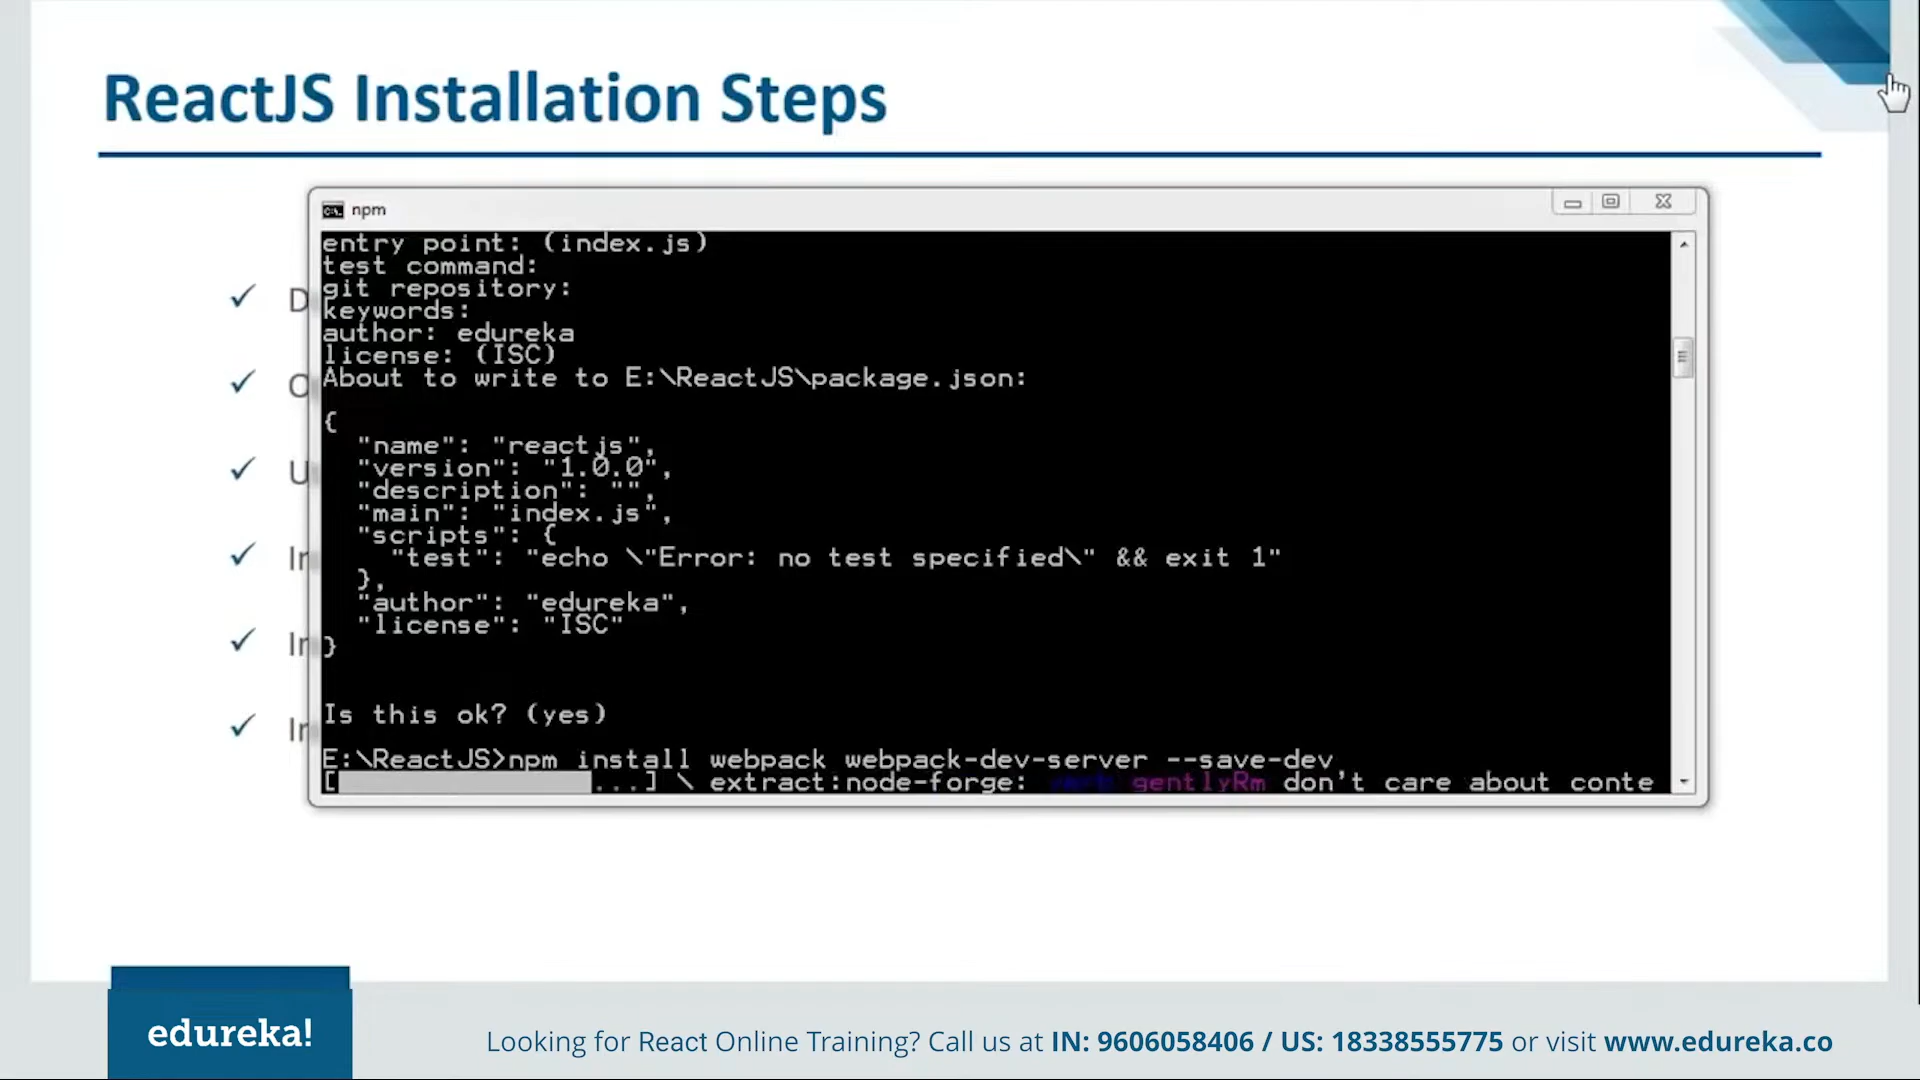 ReactJS Installation Steps
npm
entry point: (index.js)
test command:
git repository:
keywords:
author: edureka
license: (ISC)
About to write to E:\ReactJS\package.json:
{
"name": "reactjs",
"version": "1.0.0",
"description": "",
"main": "index.js",
"scripts": {
"test": "echo \"Error: no test specified\" && exit 1"
},
"author": "edureka",
"license": "ISC"
}
Is this ok? (yes)
E:\ReactJS>npm install webpack webpack-dev-server --save-dev
[...] \ extract:node-forge: gentlyRm don't care about conte
edureka!
Looking for React Online Training? Call us at IN: 9606058406 / US: 18338555775 or visit www.edureka.co